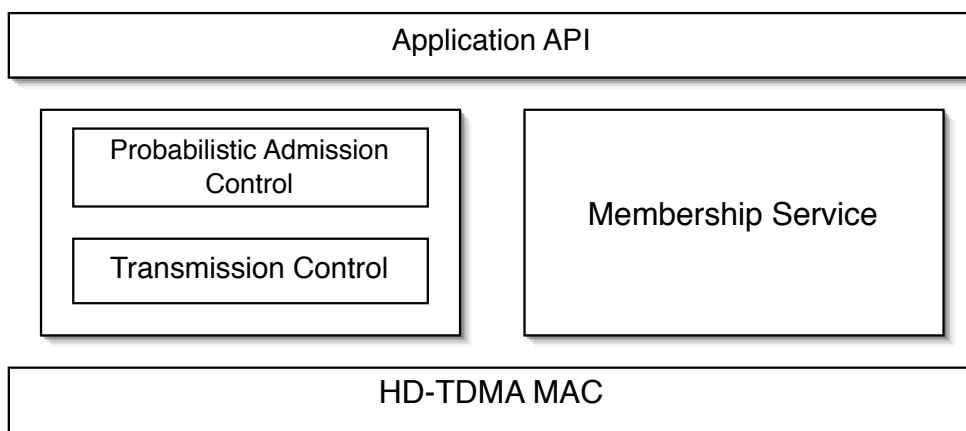 Application API
Probabilistic Admission
Control
Transmission Control
Membership Service
HD-TDMA MAC